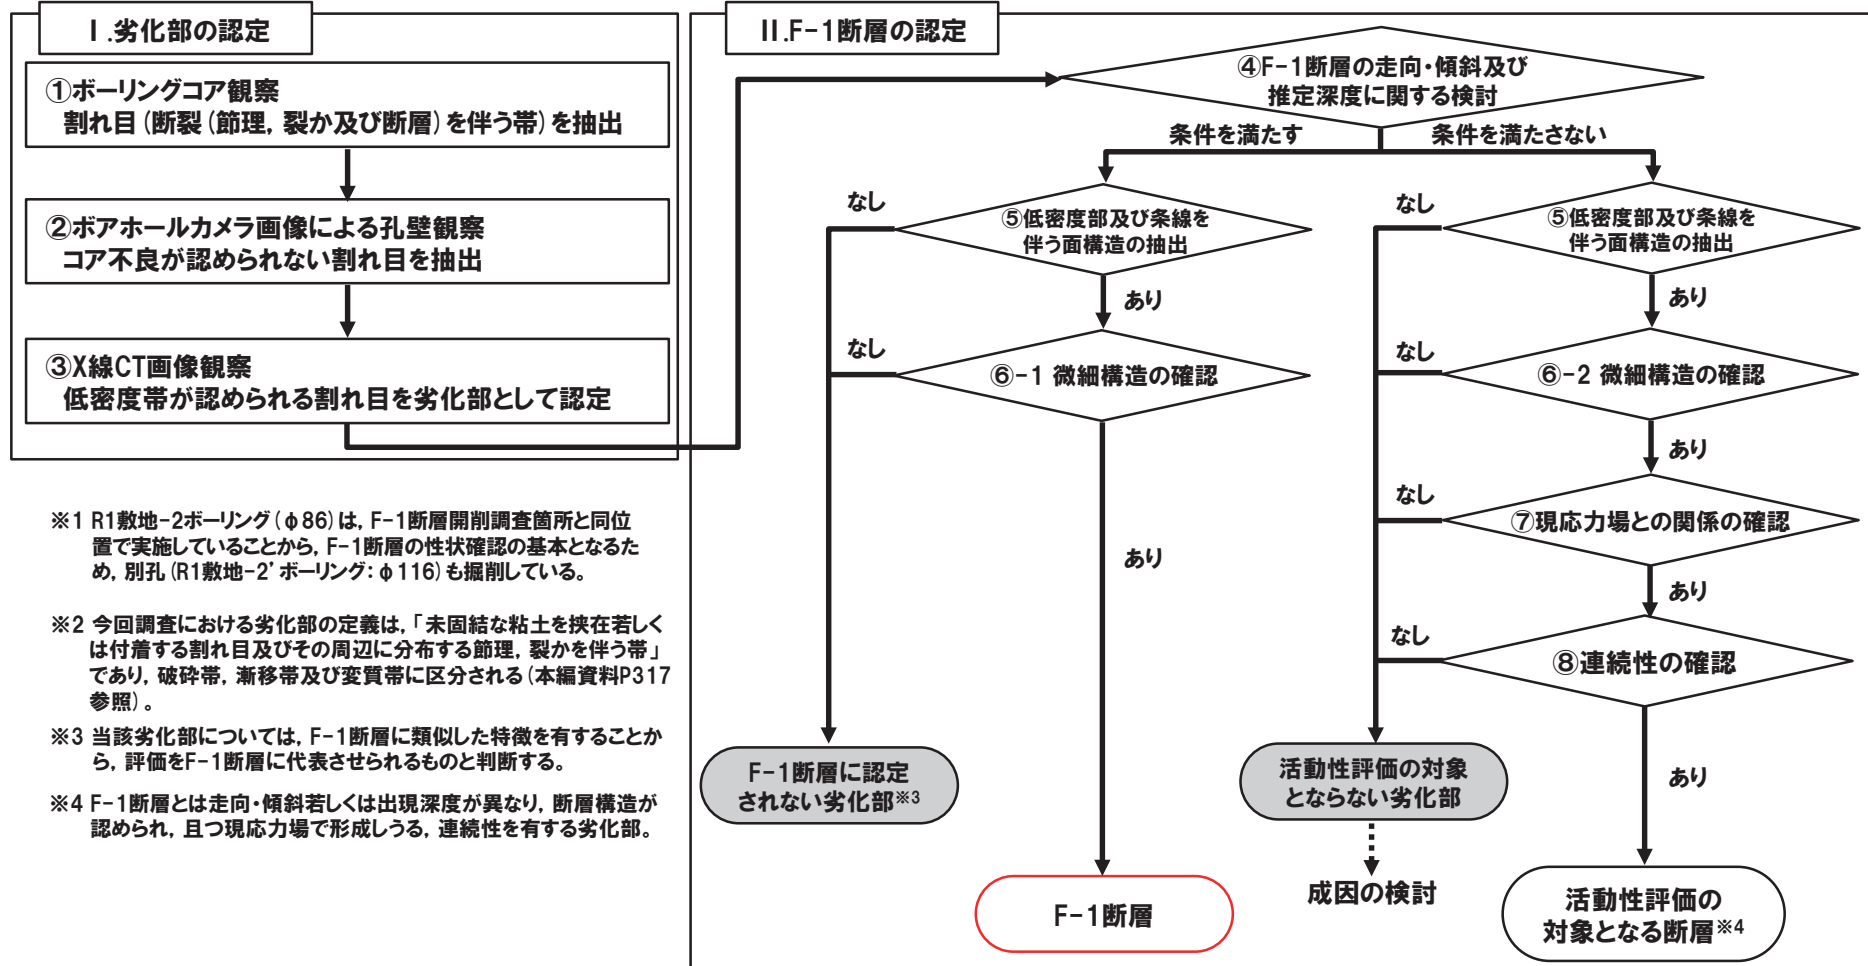 Ⅰ.劣化部の認定
①ボーリングコア観察
割れ目(断裂(節理,裂か及び断層)を伴う帯)を抽出
②ボアホールカメラ画像による孔壁観察
コア不良が認められない割れ目を抽出
③X線CT画像観察
低密度帯が認められる割れ目を劣化部として認定
※1 R1敷地-2ボーリング(φ86)は,F-1断層開削調査箇所と同位
置で実施していることから,F-1断層の性状確認の基本となるた
め,別孔(R1敷地-2'ボーリング:φ116)も掘削している。
※2 今回調査における劣化部の定義は,「未固結な粘土を挟在若しく
は付着する割れ目及びその周辺に分布する節理,裂かを伴う帯」
であり,破砕帯,漸移帯及び変質帯に区分される(本編資料P317
参照)。
※3 当該劣化部については,F-1断層に類似した特徴を有することか
ら,評価をF-1断層に代表させられるものと判断する。
※4 F-1断層とは走向・傾斜若しくは出現深度が異なり,断層構造が
認められ,且つ現応力場で形成しうる,連続性を有する劣化部。
Ⅱ.F-1断層の認定
④F-1断層の走向・傾斜及び
推定深度に関する検討
条件を満たす
条件を満たさない
なし
⑤低密度部及び条線を
伴う面構造の抽出
あり
なし
⑥-1 微細構造の確認
あり
F-1断層に認定
されない劣化部※3
F-1断層
なし
⑤低密度部及び条線を
伴う面構造の抽出
あり
なし
⑥-2 微細構造の確認
あり
なし
⑦現応力場との関係の確認
あり
なし
⑧連続性の確認
あり
活動性評価の対象
とならない劣化部
成因の検討
活動性評価の
対象となる断層※4